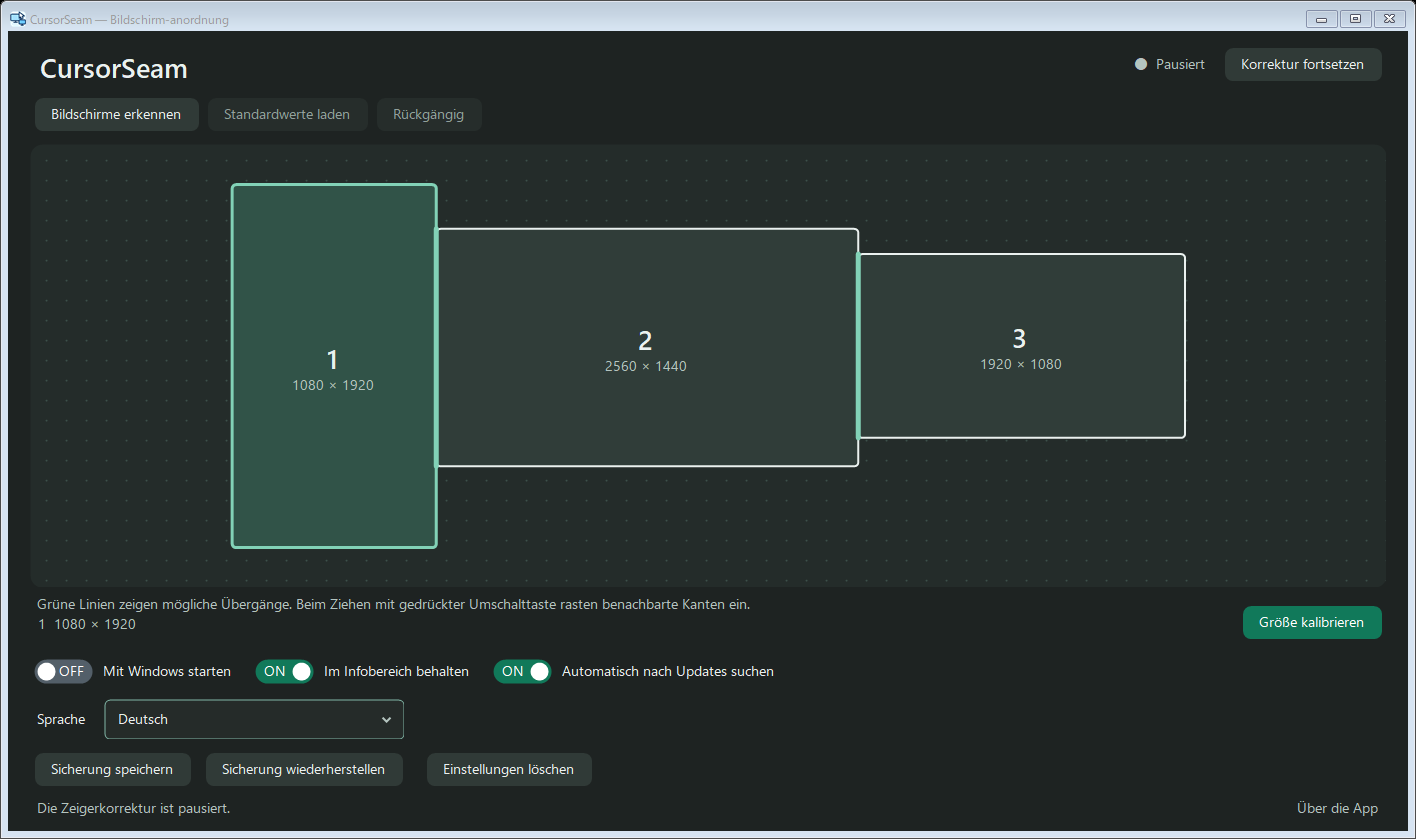 CursorSeam — Bildschirm-anordnung
CursorSeam
Pausiert
Korrektur fortsetzen
Bildschirme erkennen
Standardwerte laden
Rückgängig
1
1080 × 1920
2
2560 × 1440
3
1920 × 1080
Grüne Linien zeigen mögliche Übergänge. Beim Ziehen mit gedrückter Umschalttaste rasten benachbarte Kanten ein.
1 1080 × 1920
Größe kalibrieren
OFF Mit Windows starten
ON Im Infobereich behalten
ON Automatisch nach Updates suchen
Sprache
Deutsch
Sicherung speichern
Sicherung wiederherstellen
Einstellungen löschen
Die Zeigerkorrektur ist pausiert.
Über die App